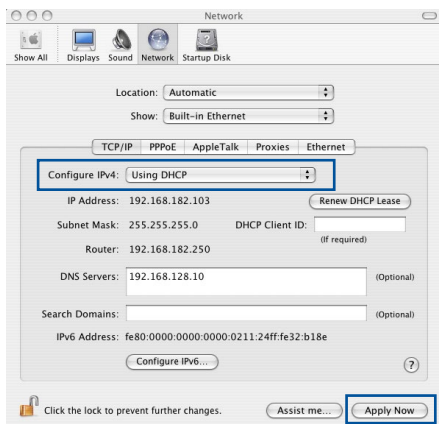 Network
Show All Displays Sound Network Startup Disk
Location: Automatic
Show: Built-in Ethernet
TCP/IP PPPoE AppleTalk Proxies Ethernet
Configure IPv4: Using DHCP
IP Address: 192.168.182.103 Renew DHCP Lease
Subnet Mask: 255.255.255.0 DHCP Client ID:
(If required)
Router: 192.168.182.250
DNS Servers: 192.168.128.10 (Optional)
Search Domains: (Optional)
IPv6 Address: fe80:0000:0000:0000:0211:24ff:fe32:b18e
Configure IPv6... ?
Click the lock to prevent further changes. Assist me... Apply Now